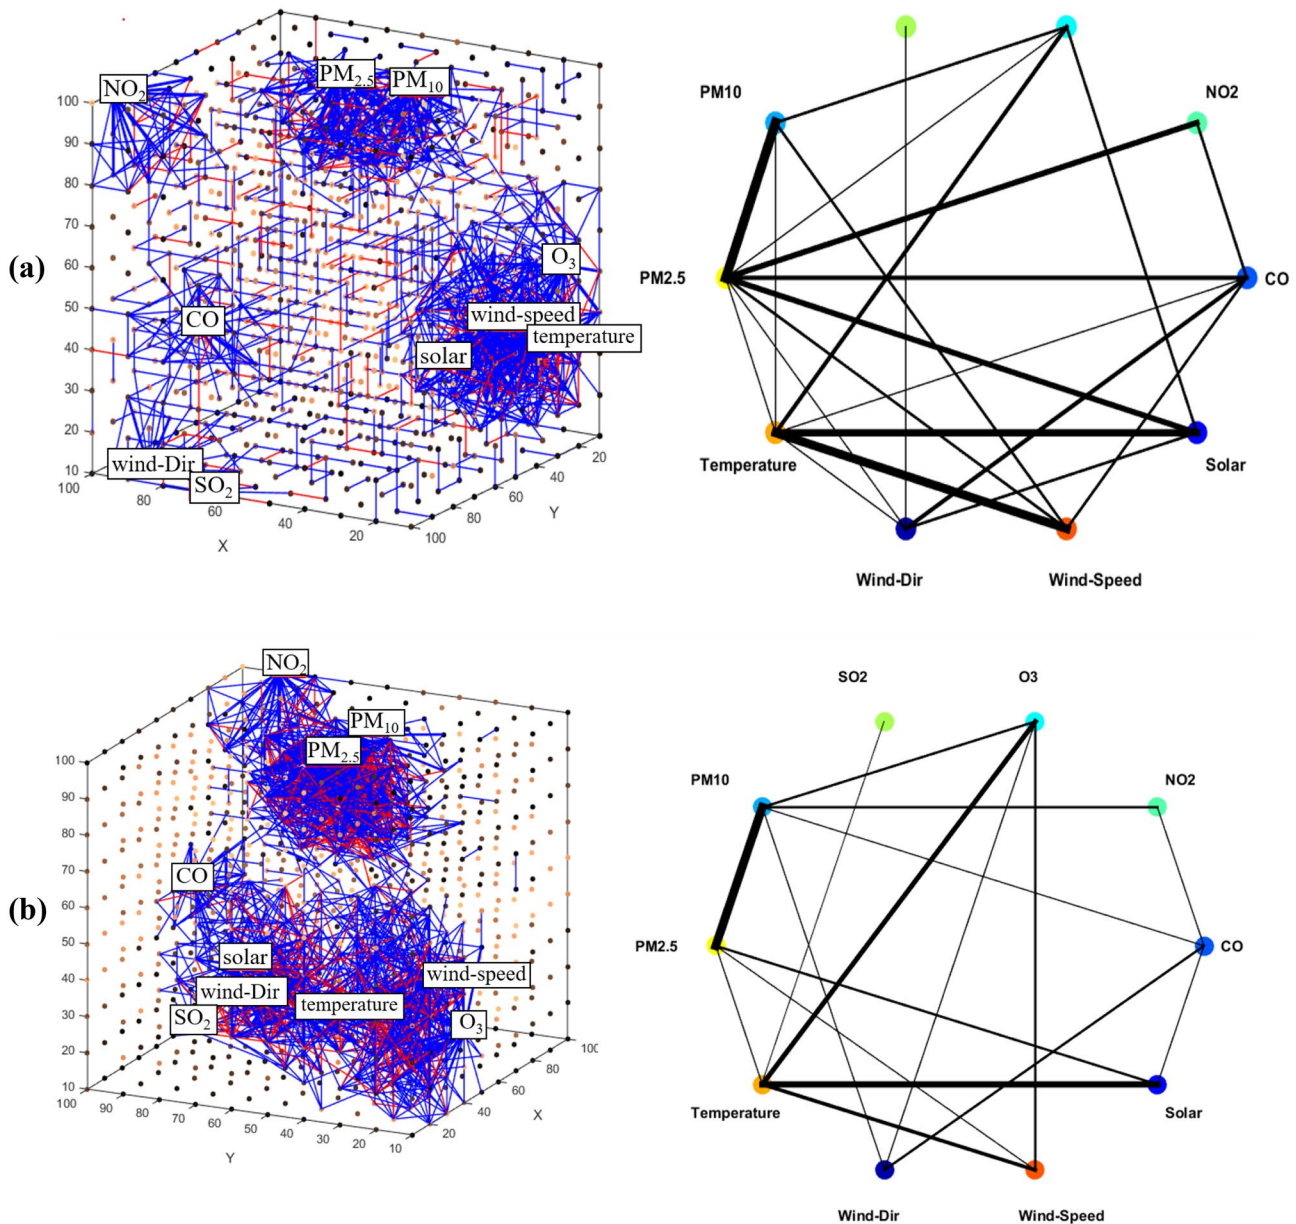 NO2
PM2.5
PM10
100
90
80
70
60
50
40
30
20
10
(a)
O3
CO
wind-speed
temperature
solar
wind-Dir
SO2
100
80
60
40
20
X
100
80
60
40
20
Y
PM10
NO2
PM2.5
CO
Temperature
Solar
Wind-Dir
Wind-Speed
NO2
PM10
PM2.5
100
90
80
70
60
50
40
30
20
10
(b)
CO
solar
wind-speed
wind-Dir
temperature
SO2
O3
100
90
80
70
60
50
40
30
20
10
Y
20
40
60
80
100
X
SO2
O3
PM10
NO2
PM2.5
CO
Temperature
Solar
Wind-Dir
Wind-Speed